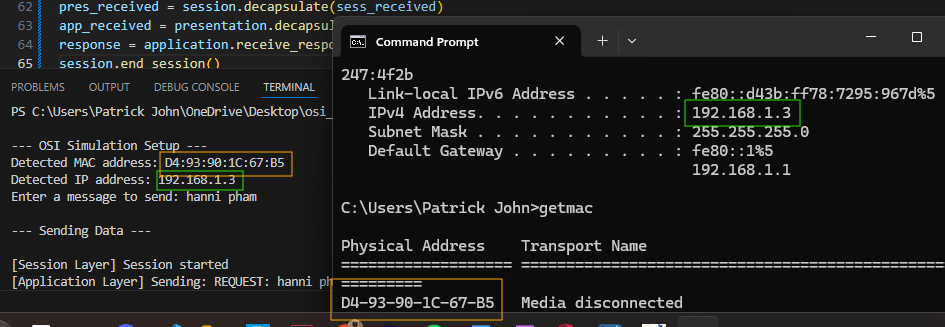 62 pres_received = session.decapsulate(sess_received)
63 app_received = presentation.decapsu
64 response = application.receive_respo
65 session.end_session()
PROBLEMS OUTPUT DEBUG CONSOLE TERMINAL
PS C:\Users\Patrick John\OneDrive\Desktop\osi_
--- OSI Simulation Setup ---
Detected MAC address: D4:93:90:1C:67:B5
Detected IP address: 192.168.1.3
Enter a message to send: hanni pham
--- Sending Data ---
[Session Layer] Session started
[Application Layer] Sending: REQUEST: hanni ph
Command Prompt
247:4f2b
Link-local IPv6 Address . . . . . : fe80::d43b:ff78:7295:967d%5
IPv4 Address. . . . . . . . . . . : 192.168.1.3
Subnet Mask . . . . . . . . . . . : 255.255.255.0
Default Gateway . . . . . . . . . : fe80::1%5
192.168.1.1
C:\Users\Patrick John>getmac
Physical Address    Transport Name
=================== ==========================================
=========
D4-93-90-1C-67-B5   Media disconnected